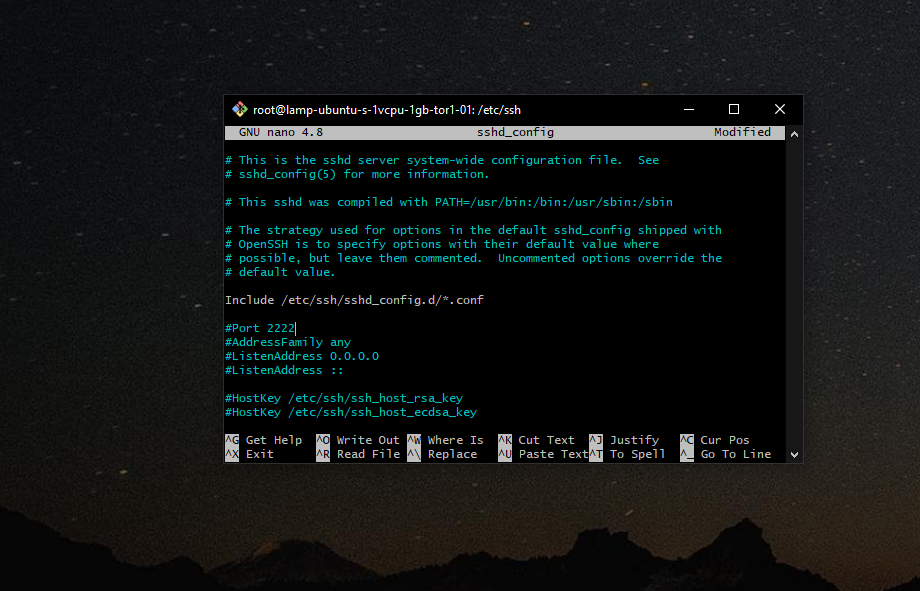 root@lamp-ubuntu-s-1vcpu-1gb-tor1-01: /etc/ssh
GNU nano 4.8 sshd_config Modified
# This is the sshd server system-wide configuration file.  See
# sshd_config(5) for more information.
# This sshd was compiled with PATH=/usr/bin:/bin:/usr/sbin:/sbin
# The strategy used for options in the default sshd_config shipped with
# OpenSSH is to specify options with their default value where
# possible, but leave them commented.  Uncommented options override the
# default value.
Include /etc/ssh/sshd_config.d/*.conf
#Port 2222
#AddressFamily any
#ListenAddress 0.0.0.0
#ListenAddress ::
#HostKey /etc/ssh/ssh_host_rsa_key
#HostKey /etc/ssh/ssh_host_ecdsa_key
^G Get Help ^O Write Out ^W Where Is ^K Cut Text ^J Justify ^C Cur Pos
^X Exit ^R Read File ^\ Replace ^U Paste Text ^T To Spell ^_ Go To Line